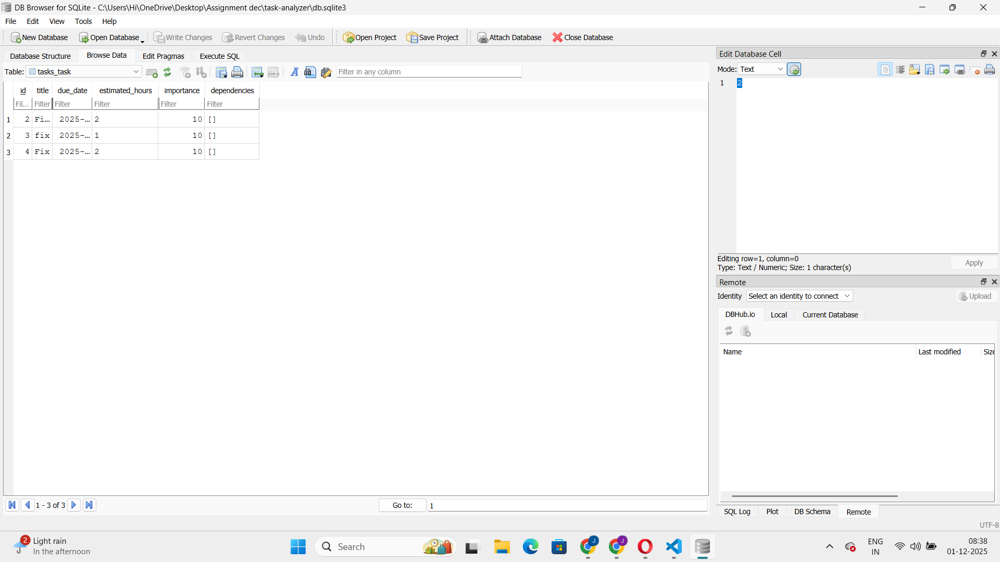 DB Browser for SQLite - C:\Users\Hi\OneDrive\Desktop\Assignment dec\task-analyzer\db.sqlite3
File Edit View Tools Help
New Database Open Database Write Changes Revert Changes Undo Open Project Save Project Attach Database Close Database
Database Structure Browse Data Edit Pragmas Execute SQL
Table: tasks_task Filter in any column
id title due_date estimated_hours importance dependencies
Fil... Filter Filter Filter Filter Filter
1 2 Fi... 2025-... 2 10 []
2 3 fix 2025-... 1 10 []
3 4 Fix 2025-... 2 10 []
1 - 3 of 3 Go to: 1
Edit Database Cell
Mode: Text
1 2
Editing row=1, column=0
Type: Text / Numeric; Size: 1 character(s)
Apply
Remote
Identity Select an identity to connect Upload
DBHub.io Local Current Database
Name Last modified Size
SQL Log Plot DB Schema Remote
UTF-8
2 Light rain
In the afternoon
Search
J J
ENG
IN
08:38
01-12-2025